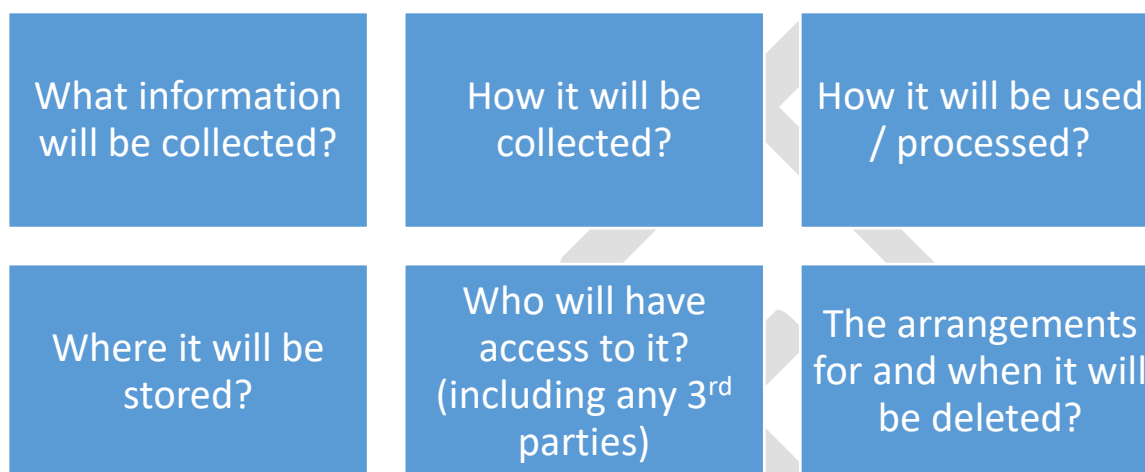 What information
will be collected?
How it will be
collected?
How it will be used
/ processed?
Where it will be
stored?
Who will have
access to it?
(including any 3rd
parties)
The arrangements
for and when it will
be deleted?